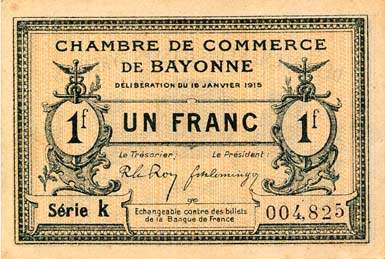 CHAMBRE DE COMMERCE
DE BAYONNE
DÉLIBÉRATION DU 16 JANVIER 1915
1f UN FRANC 1f
Le Trésorier: Le Président:
Série k
Echangeable contre des billets
de la Banque de France
004,825